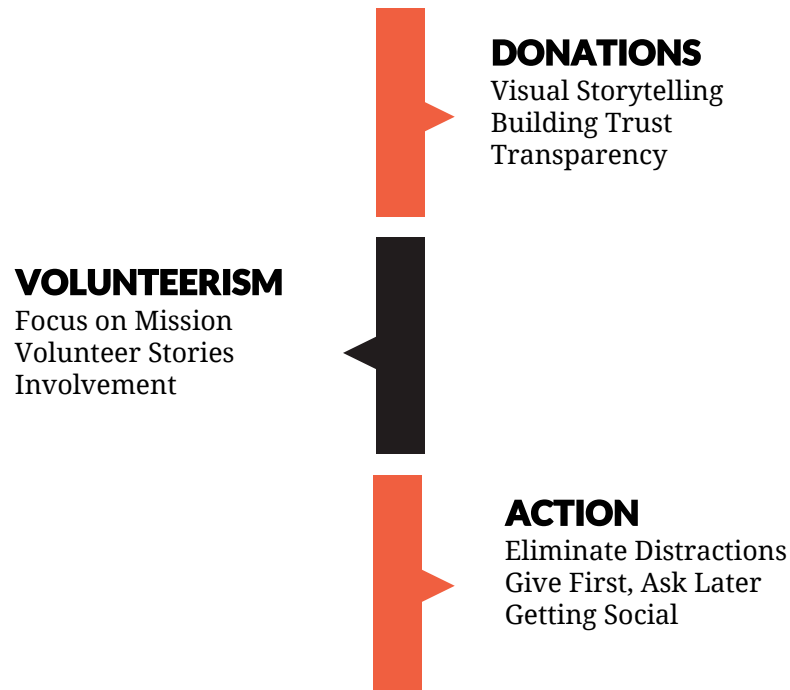 DONATIONS
Visual Storytelling
Building Trust
Transparency
VOLUNTEERISM
Focus on Mission
Volunteer Stories
Involvement
ACTION
Eliminate Distractions
Give First, Ask Later
Getting Social